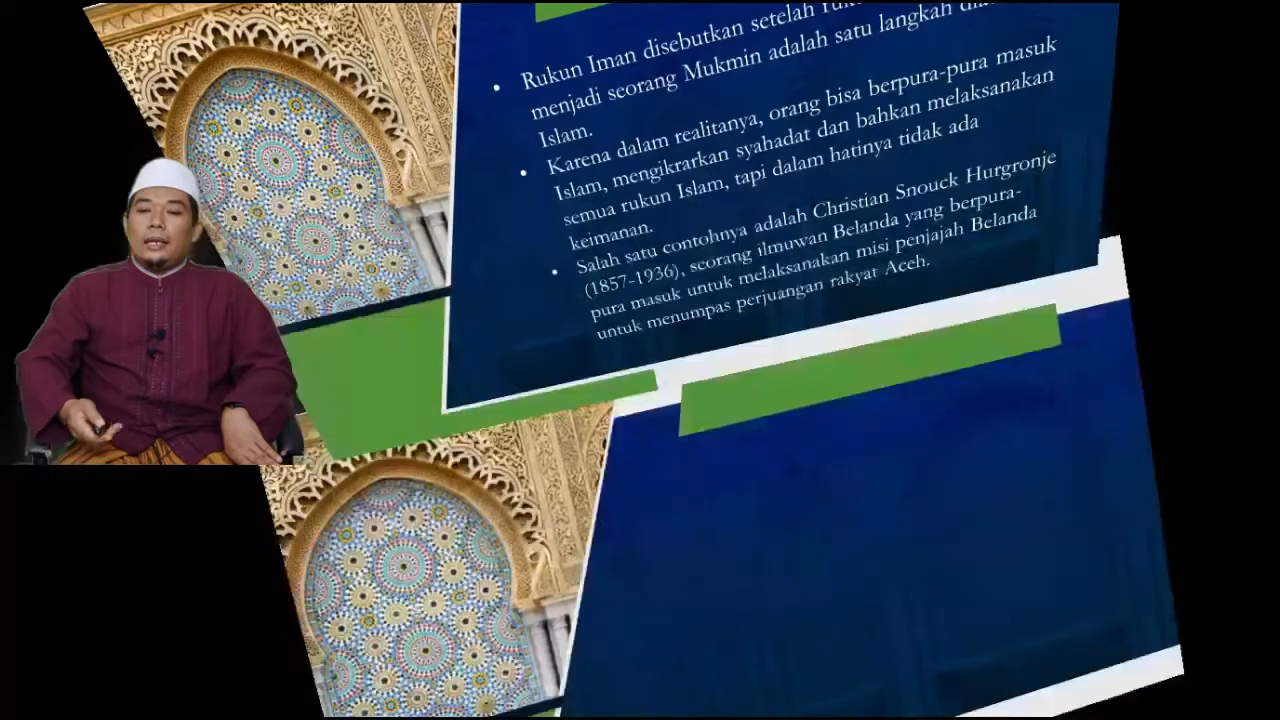 Rukun Iman disebutkan setelah
menjadi seorang Mukmin adalah satu langkah
Islam.
Karena dalam realitanya, orang bisa berpura-pura masuk
Islam, mengikrarkan syahadat dan bahkan melaksanakan
semua rukun Islam, tapi dalam hatinya tidak ada
keimanan.
Salah satu contohnya adalah Christian Snouck Hurgronje
(1857-1936), seorang ilmuwan Belanda yang berpura-
pura masuk untuk melaksanakan misi penjajah Belanda
untuk menumpas perjuangan rakyat Aceh.